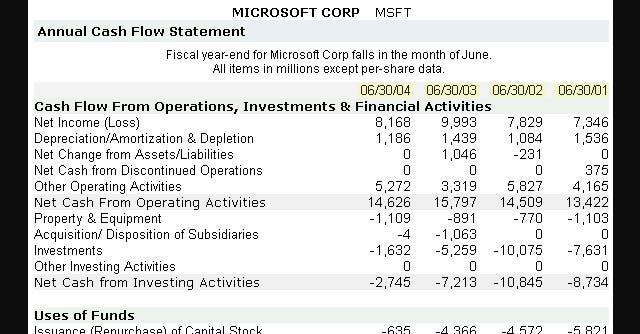 MICROSOFT CORP MSFT
Annual Cash Flow Statement
Fiscal year-end for Microsoft Corp falls in the month of June.
All items in millions except per-share data.
06/30/04 06/30/03 06/30/02 06/30/01
Cash Flow From Operations, Investments & Financial Activities
Net Income (Loss) 8,168 9,993 7,829 7,346
Depreciation/Amortization & Depletion 1,186 1,439 1,084 1,536
Net Change from Assets/Liabilities 0 1,046 -231 0
Net Cash from Discontinued Operations 0 0 0 375
Other Operating Activities 5,272 3,319 5,827 4,165
Net Cash From Operating Activities 14,626 15,797 14,509 13,422
Property & Equipment -1,109 -891 -770 -1,103
Acquisition/ Disposition of Subsidiaries -4 -1,063 0 0
Investments -1,632 -5,259 -10,075 -7,631
Other Investing Activities 0 0 0 0
Net Cash from Investing Activities -2,745 -7,213 -10,845 -8,734
Uses of Funds
Issuance (Repurchase) of Capital Stock -635 -4,366 -4,572 -5,821